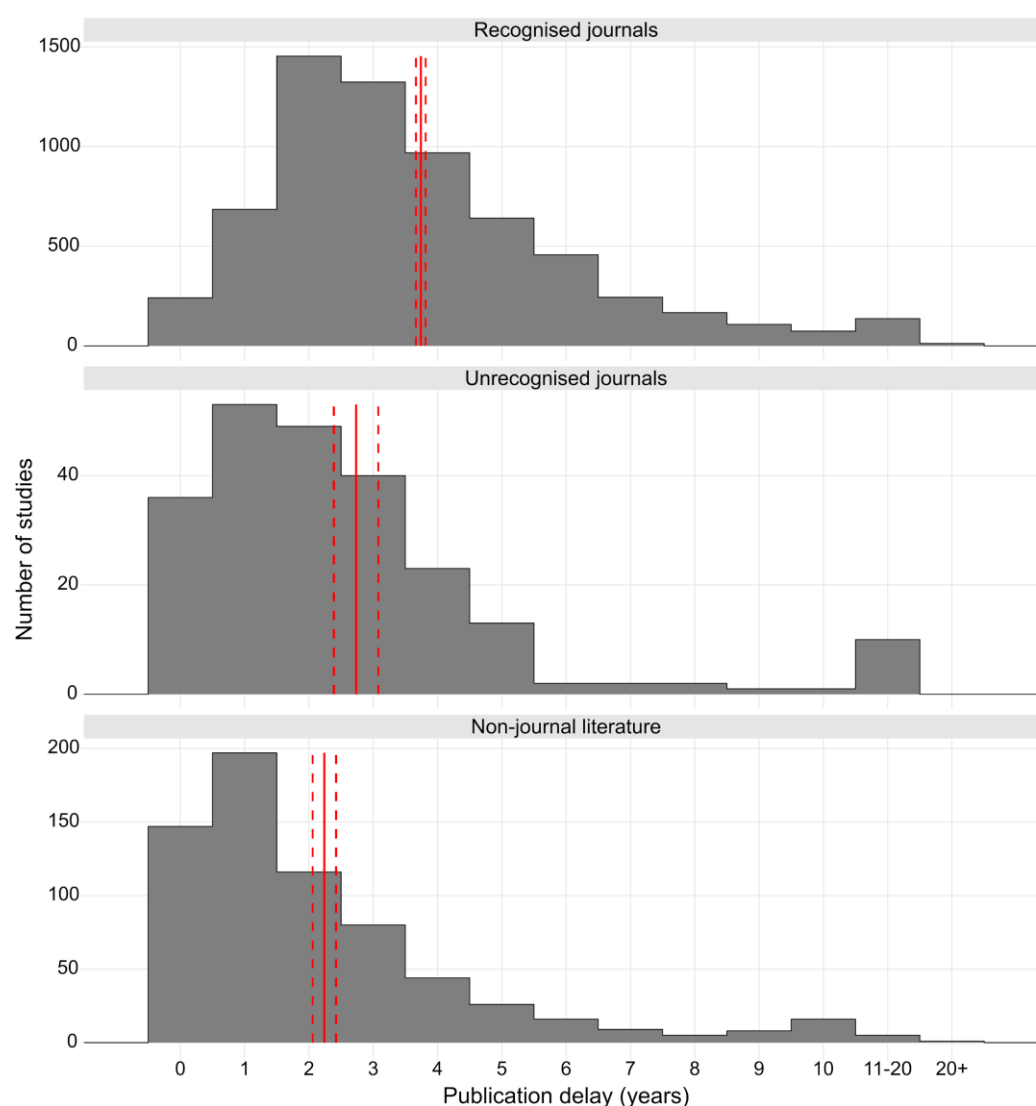 Recognised journals
1500
1000
500
0
Unrecognised journals
40
20
0
Number of studies
Non-journal literature
200
150
100
50
0
0 1 2 3 4 5 6 7 8 9 10 11-20 20+
Publication delay (years)